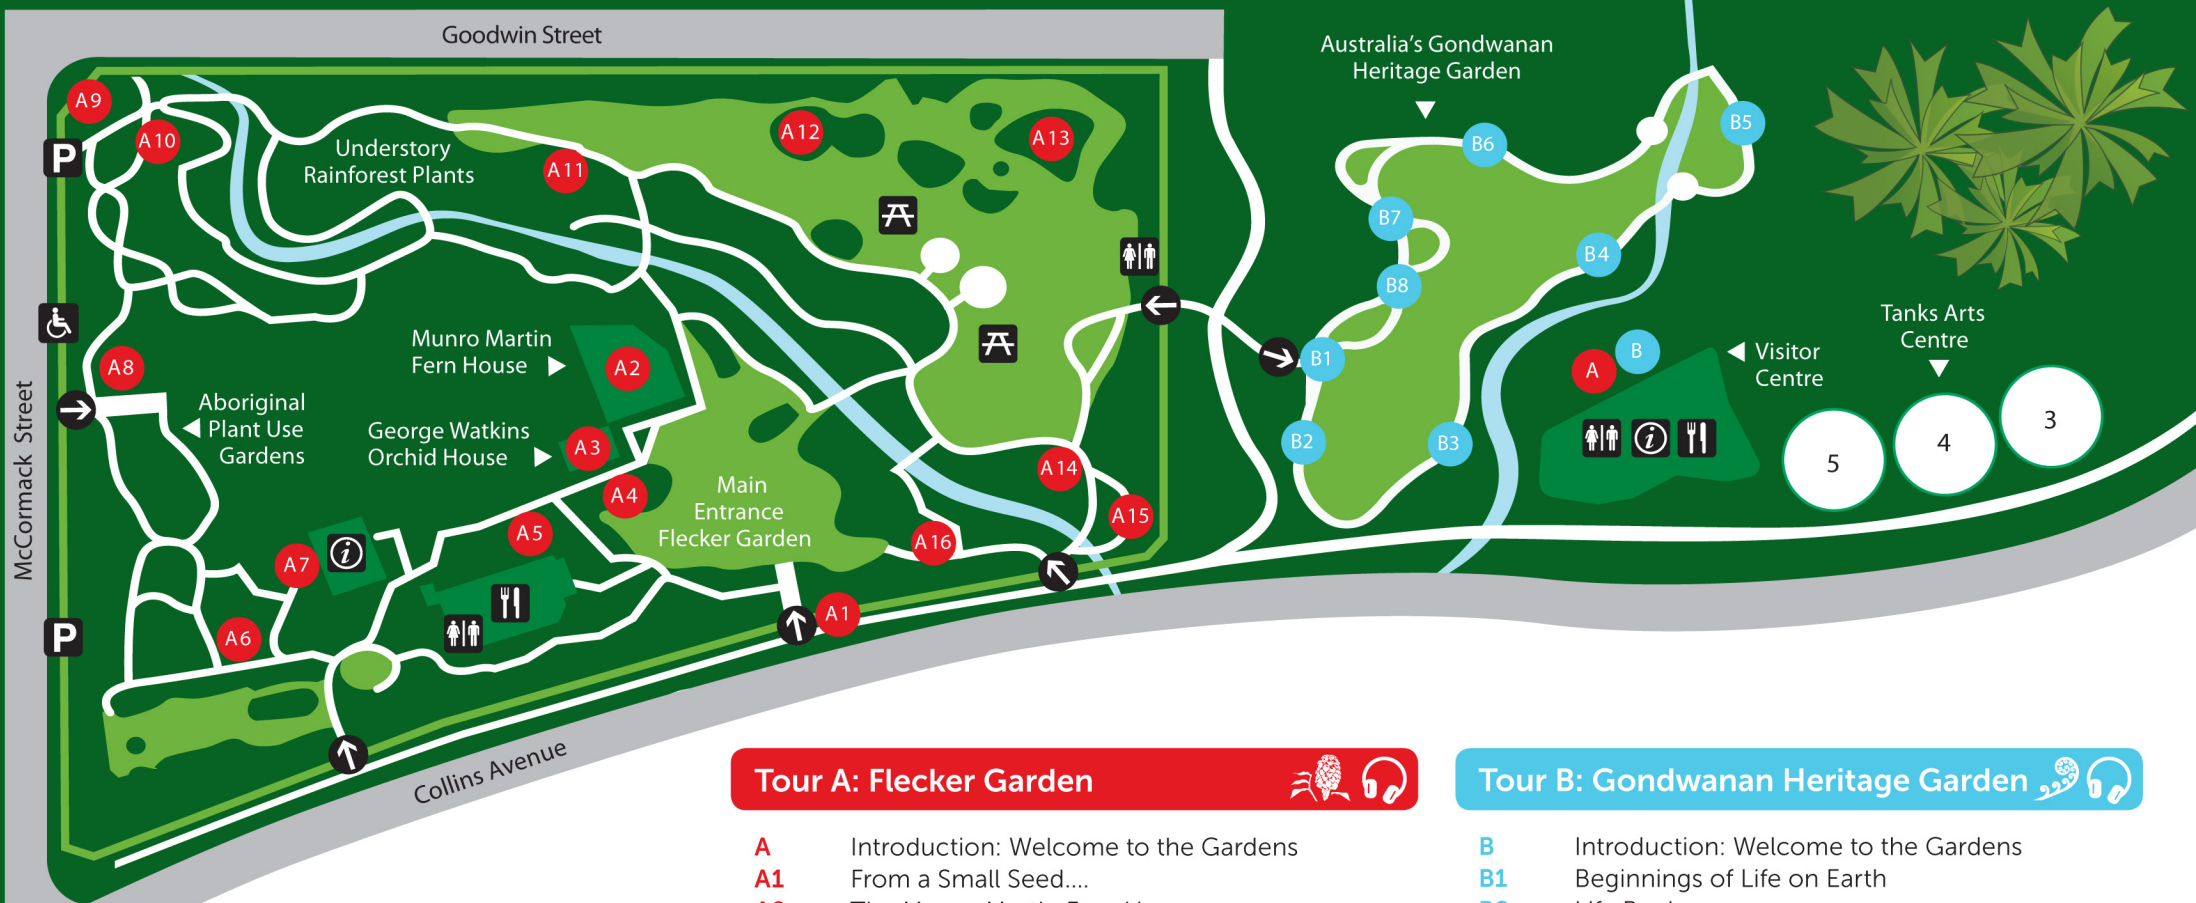 Goodwin Street
Australia's Gondwanan
Heritage Garden
A9
P
A10
Understory
Rainforest Plants
A11
A12
A13
B6
B5
B7
B4
B8
Munro Martin
Fern House
A2
A8
Aboriginal
Plant Use
Gardens
George Watkins
Orchid House
A3
A4
Main
Entrance
Flecker Garden
A5
A7
i
A6
P
A1
A14
A15
A16
B1
B2
B3
A
B
Visitor
Centre
i
Tanks Arts
Centre
5
4
3
McCormack Street
Collins Avenue
Tour A: Flecker Garden
A Introduction: Welcome to the Gardens
A1 From a Small Seed....
Tour B: Gondwanan Heritage Garden
B Introduction: Welcome to the Gardens
B1 Beginnings of Life on Earth